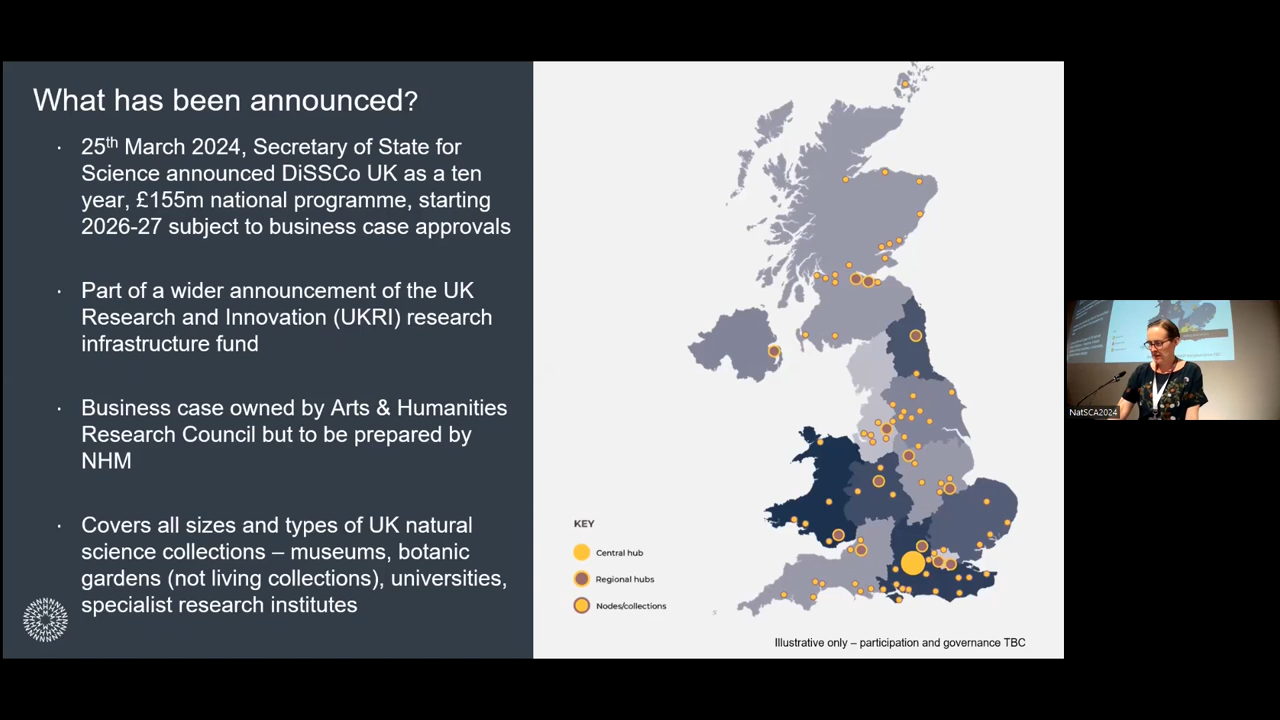 What has been announced?
· 25th March 2024, Secretary of State for
Science announced DiSSCo UK as a ten
year, £155m national programme, starting
2026-27 subject to business case approvals
· Part of a wider announcement of the UK
Research and Innovation (UKRI) research
infrastructure fund
· Business case owned by Arts & Humanities
Research Council but to be prepared by
NHM
· Covers all sizes and types of UK natural
science collections – museums, botanic
gardens (not living collections), universities,
specialist research institutes
KEY
Central hub
Regional hubs
Nodes/collections
Illustrative only – participation and governance TBC
NatSCA2024